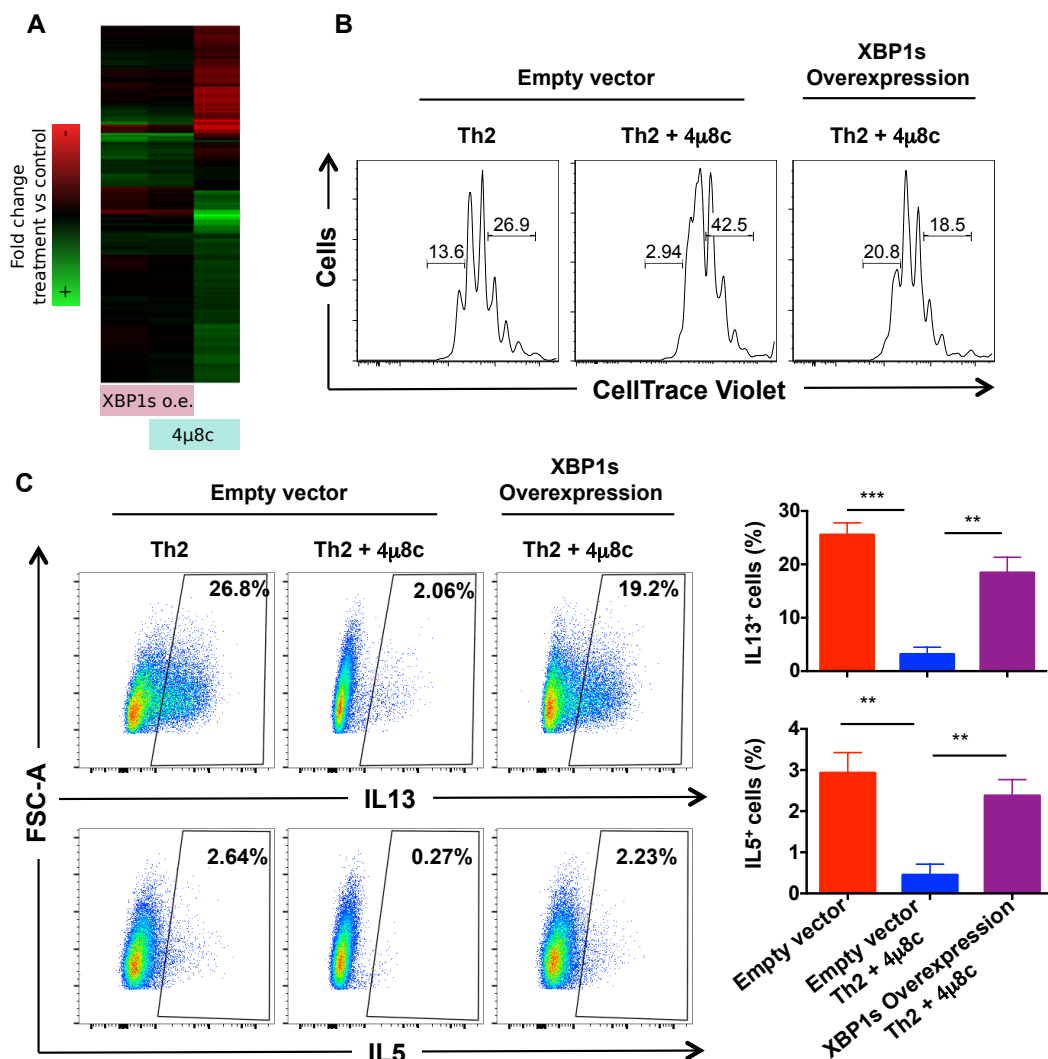 A
Fold change
treatment vs control
-
+
XBP1s o.e.
4µ8c
B
Empty vector
XBP1s
Overexpression
Th2
Th2 + 4µ8c
Th2 + 4µ8c
Cells
13.6
26.9
2.94
42.5
20.8
18.5
CellTrace Violet
C
Empty vector
XBP1s
Overexpression
Th2
Th2 + 4µ8c
Th2 + 4µ8c
FSC-A
26.8%
2.06%
19.2%
IL13
2.64%
0.27%
2.23%
IL5
IL13⁺ cells (%)
30
20
10
0
***
**
IL5⁺ cells (%)
4
3
2
1
0
**
**
Empty vector
Empty vector
Th2 + 4µ8c
XBP1s Overexpression
Th2 + 4µ8c